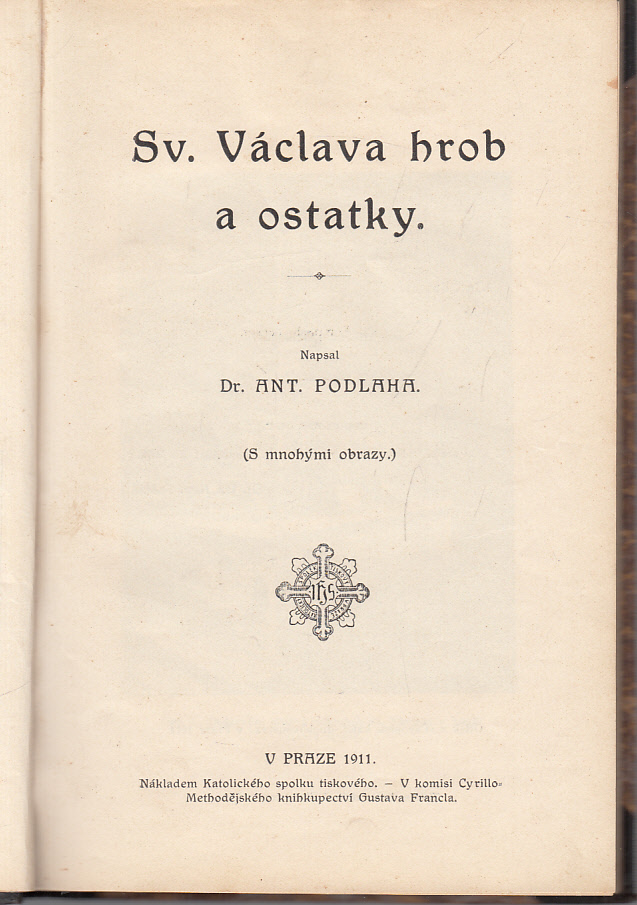 Sv. Václava hrob
a ostatky.
Napsal
Dr. ANT. PODLAHA.
(S mnohými obrazy.)
IHS
V PRAZE 1911.
Nákladem Katolického spolku tiskového. — V komisi Cyrillo-
Methodějského knihkupectví Gustava Francla.